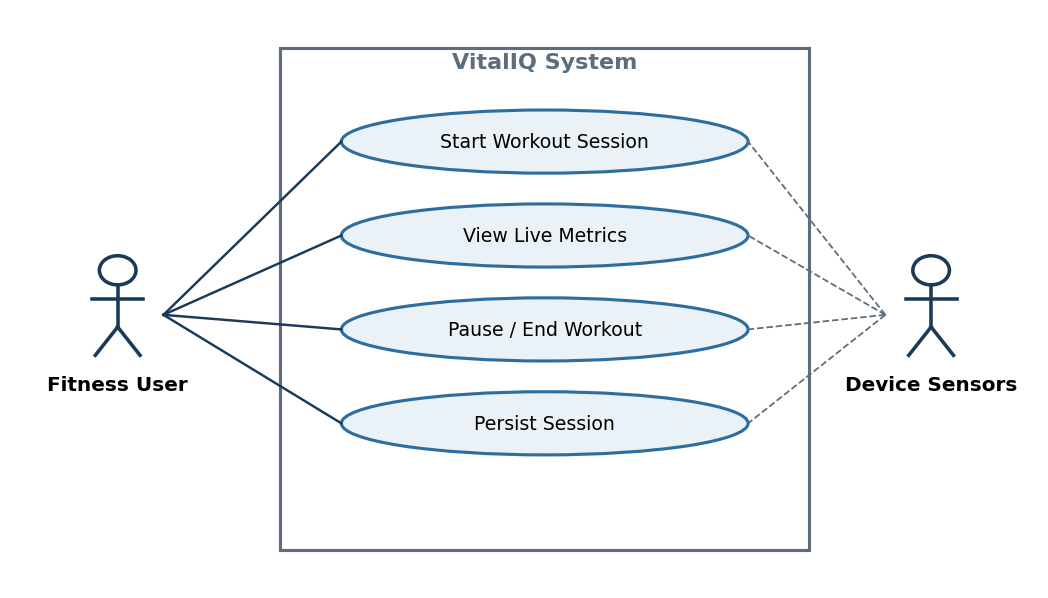 VitalIQ System
Start Workout Session
View Live Metrics
Pause / End Workout
Persist Session
Fitness User
Device Sensors